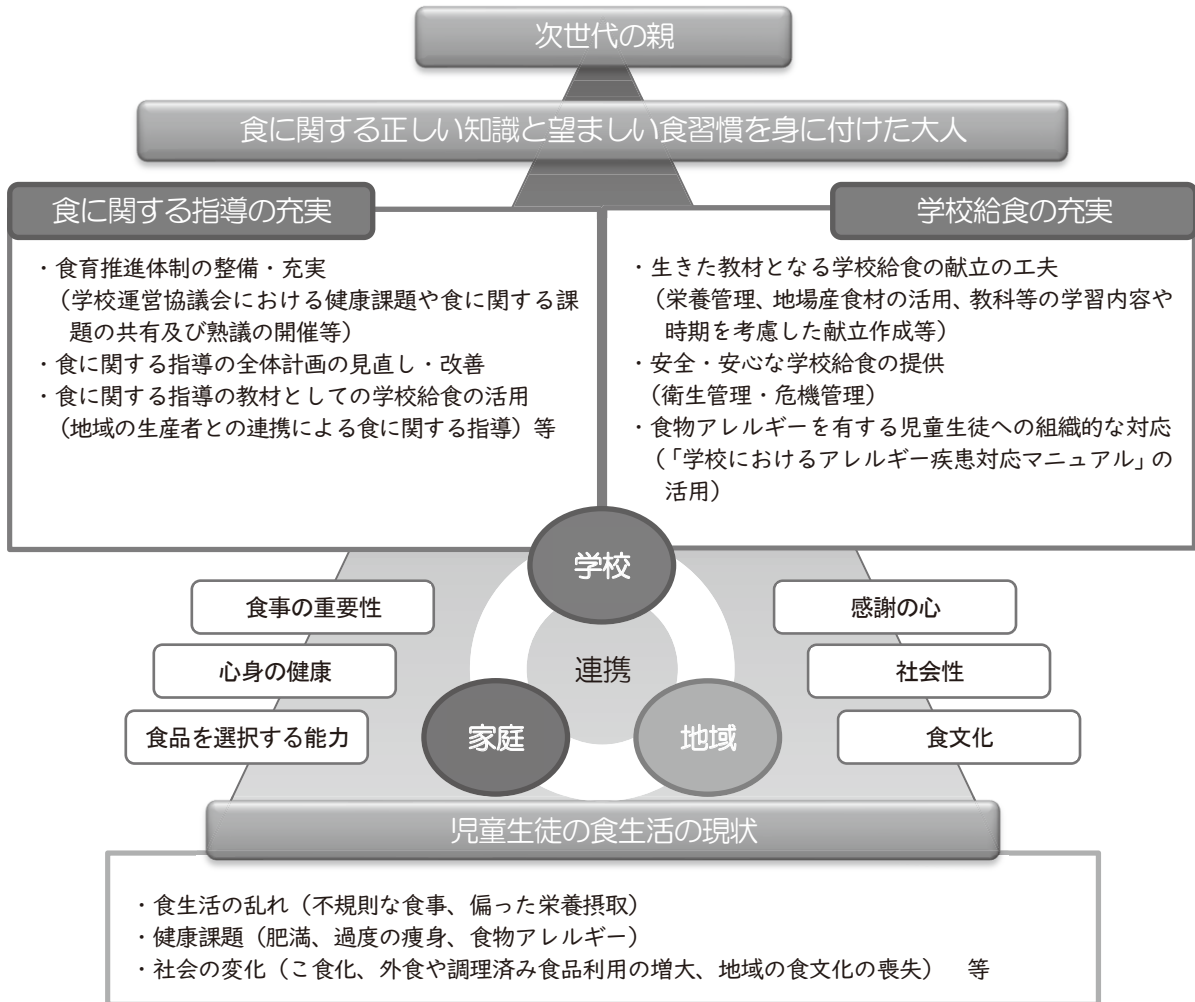 次世代の親
食に関する正しい知識と望ましい食習慣を身に付けた大人
食に関する指導の充実
・食育推進体制の整備・充実
（学校運営協議会における健康課題や食に関する課
題の共有及び熟議の開催等）
・食に関する指導の全体計画の見直し・改善
・食に関する指導の教材としての学校給食の活用
（地域の生産者との連携による食に関する指導）等
学校給食の充実
・生きた教材となる学校給食の献立の工夫
（栄養管理、地場産食材の活用、教科等の学習内容や
時期を考慮した献立作成等）
・安全・安心な学校給食の提供
（衛生管理・危機管理）
・食物アレルギーを有する児童生徒への組織的な対応
（「学校におけるアレルギー疾患対応マニュアル」の
活用）
学校
連携
家庭
地域
食事の重要性
心身の健康
食品を選択する能力
感謝の心
社会性
食文化
児童生徒の食生活の現状
・食生活の乱れ（不規則な食事、偏った栄養摂取）
・健康課題（肥満、過度の痩身、食物アレルギー）
・社会の変化（こ食化、外食や調理済み食品利用の増大、地域の食文化の喪失）　等